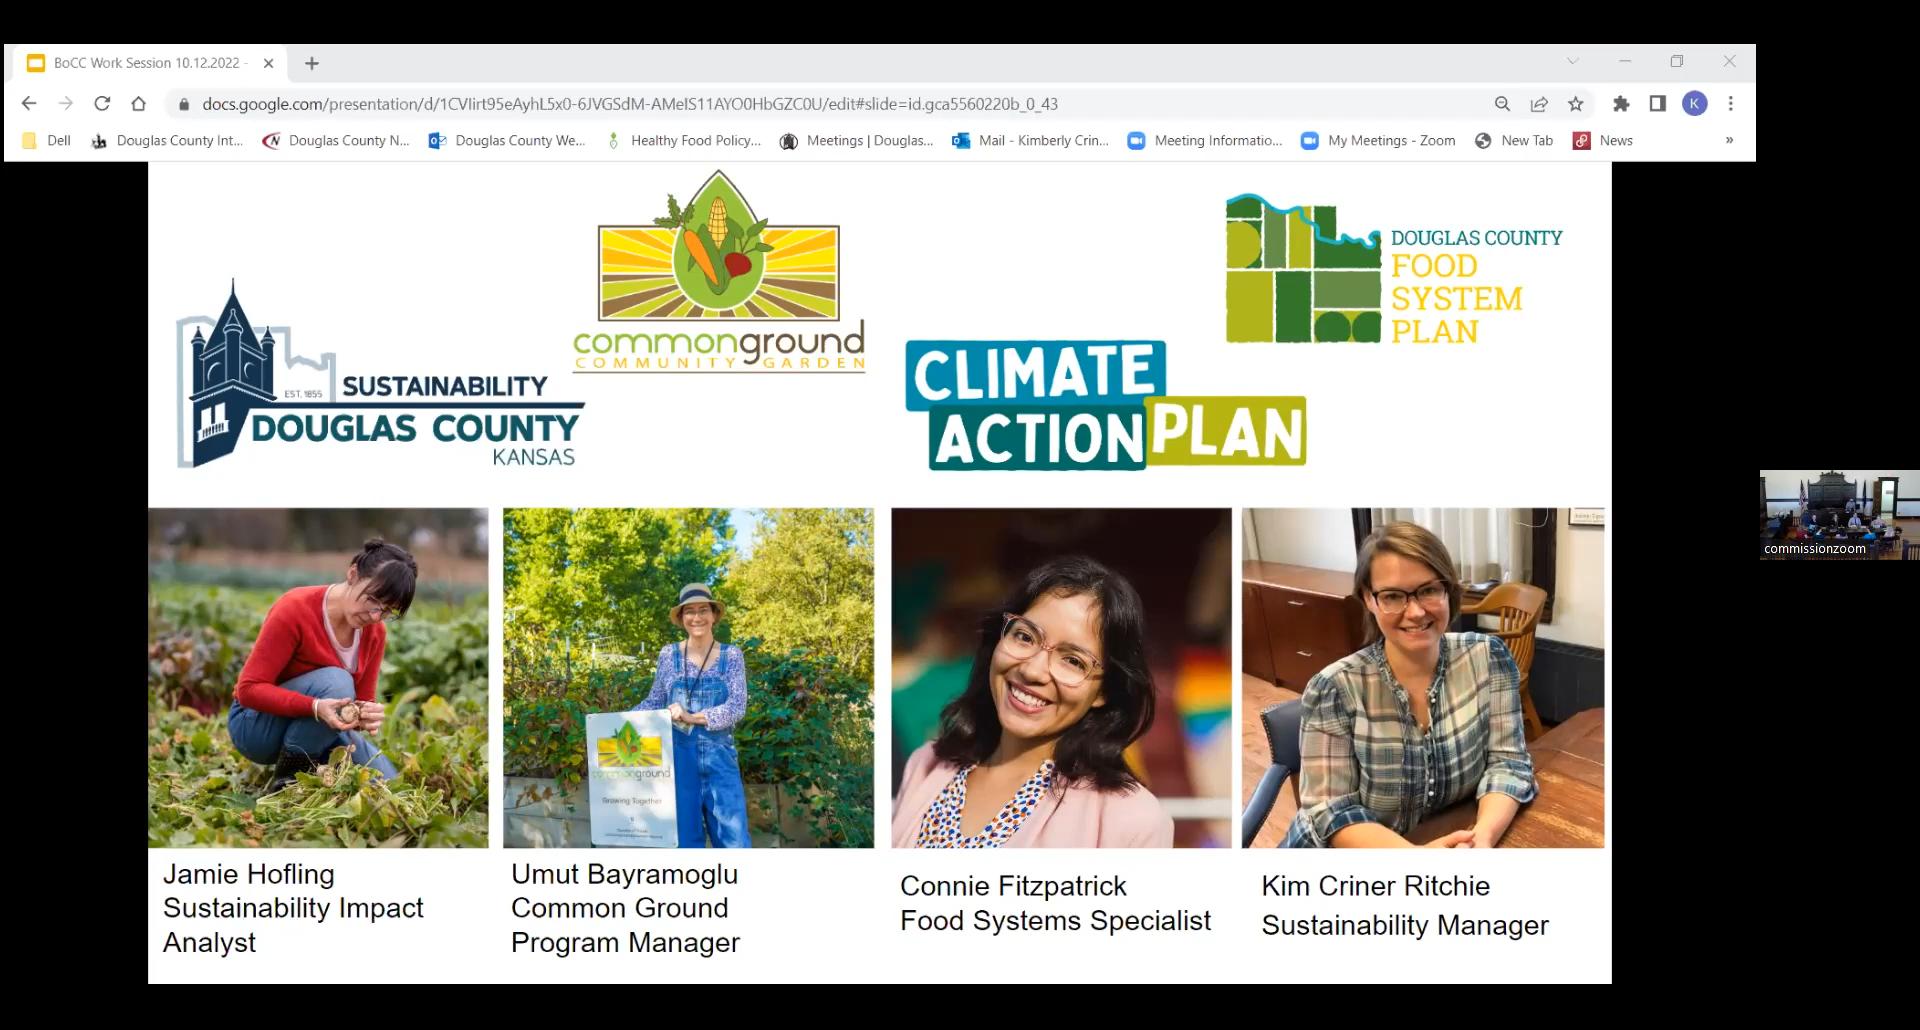 BoCC Work Session 10.12.2022 -
docs.google.com/presentation/d/1CVlirt95eAyhL5x0-6JVGSdM-AMelS11AYO0HbGZC0U/edit#slide=id.gca5560220b_0_43
K
Dell
Douglas County Int...
Douglas County N...
Douglas County We...
Healthy Food Policy...
Meetings | Douglas...
Mail - Kimberly Crin...
Meeting Informatio...
My Meetings - Zoom
New Tab
News
»
EST. 1855
SUSTAINABILITY
DOUGLAS COUNTY
KANSAS
commonground
COMMUNITY GARDEN
CLIMATE
ACTION PLAN
DOUGLAS COUNTY
FOOD
SYSTEM
PLAN
commonground
Growing Together
Jamie Hofling
Sustainability Impact
Analyst
Umut Bayramoglu
Common Ground
Program Manager
Connie Fitzpatrick
Food Systems Specialist
Kim Criner Ritchie
Sustainability Manager
commissionzoom